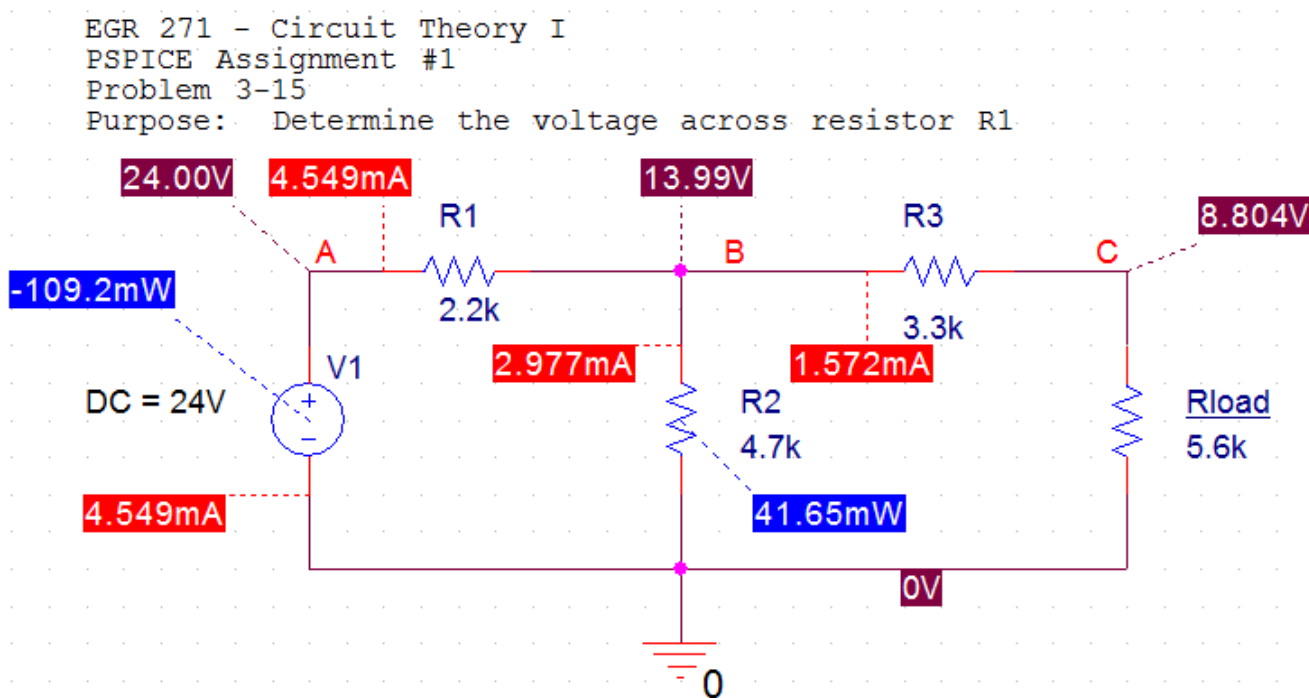 EGR 271 - Circuit Theory I
PSPICE Assignment #1
Problem 3-15
Purpose:  Determine the voltage across resistor R1
24.00V
4.549mA
13.99V
8.804V
R1
R3
A
B
C
-109.2mW
2.2k
3.3k
2.977mA
1.572mA
V1
DC = 24V
R2
4.7k
Rload
5.6k
4.549mA
41.65mW
0V
0